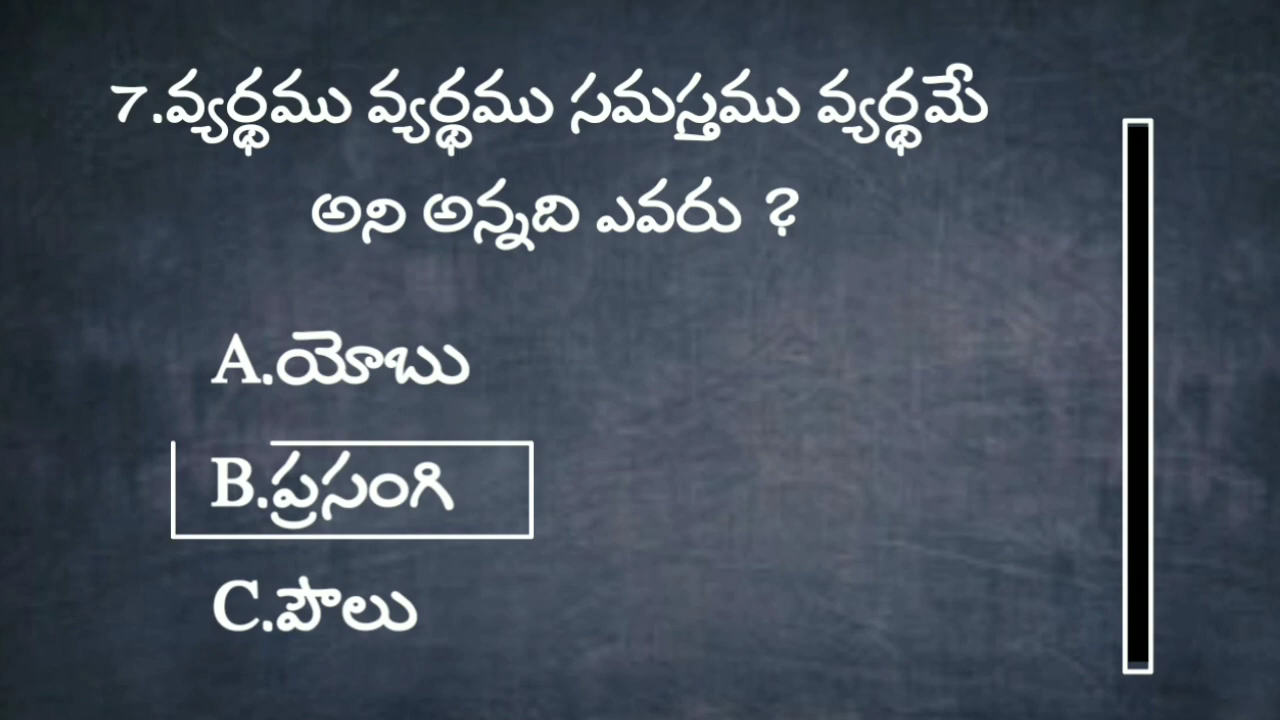 7.వ్యర్థము వ్యర్థము సమస్తము వ్యర్థమే
అని అన్నది ఎవరు ?
A.యోబు
B.ప్రసంగి
C.పౌలు